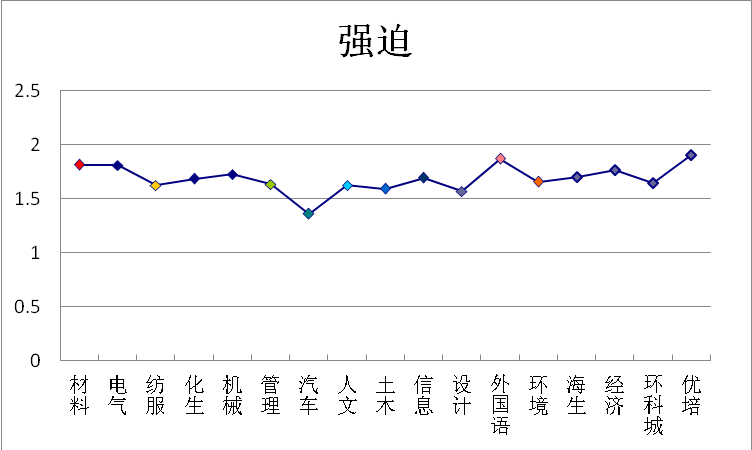 强迫
2.5
2
1.5
1
0.5
0
材料
电气
纺服
化生
机械
管理
汽车
人文
土木
信息
设计
外国语
环境
海生
经济
环科城
优培